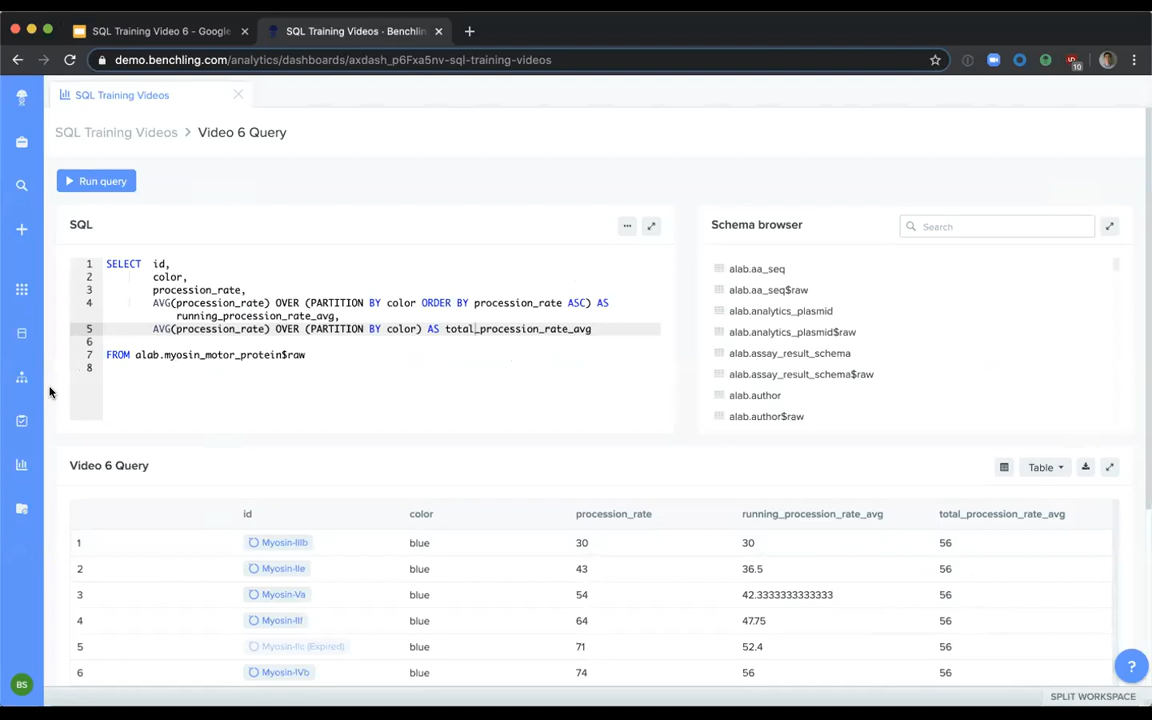 SQL Training Video 6 - Google
SQL Training Videos · Benchlin
demo.benchling.com/analytics/dashboards/axdash_p6Fxa5nv-sql-training-videos
10
SQL Training Videos
SQL Training Videos > Video 6 Query
Run query
SQL
Schema browser
Search
1 SELECT id,
2 color,
3 procession_rate,
4 AVG(procession_rate) OVER (PARTITION BY color ORDER BY procession_rate ASC) AS
running_procession_rate_avg,
5 AVG(procession_rate) OVER (PARTITION BY color) AS total_procession_rate_avg
6
7 FROM alab.myosin_motor_protein$raw
8
alab.aa_seq
alab.aa_seq$raw
alab.analytics_plasmid
alab.analytics_plasmid$raw
alab.assay_result_schema
alab.assay_result_schema$raw
alab.author
alab.author$raw
Video 6 Query
Table
id color procession_rate running_procession_rate_avg total_procession_rate_avg
1 Myosin-IIIb blue 30 30 56
2 Myosin-IIe blue 43 36.5 56
3 Myosin-Va blue 54 42.3333333333333 56
4 Myosin-IIf blue 64 47.75 56
5 Myosin-IIc (Expired) blue 71 52.4 56
6 Myosin-IVb blue 74 56 56
BS
?
SPLIT WORKSPACE